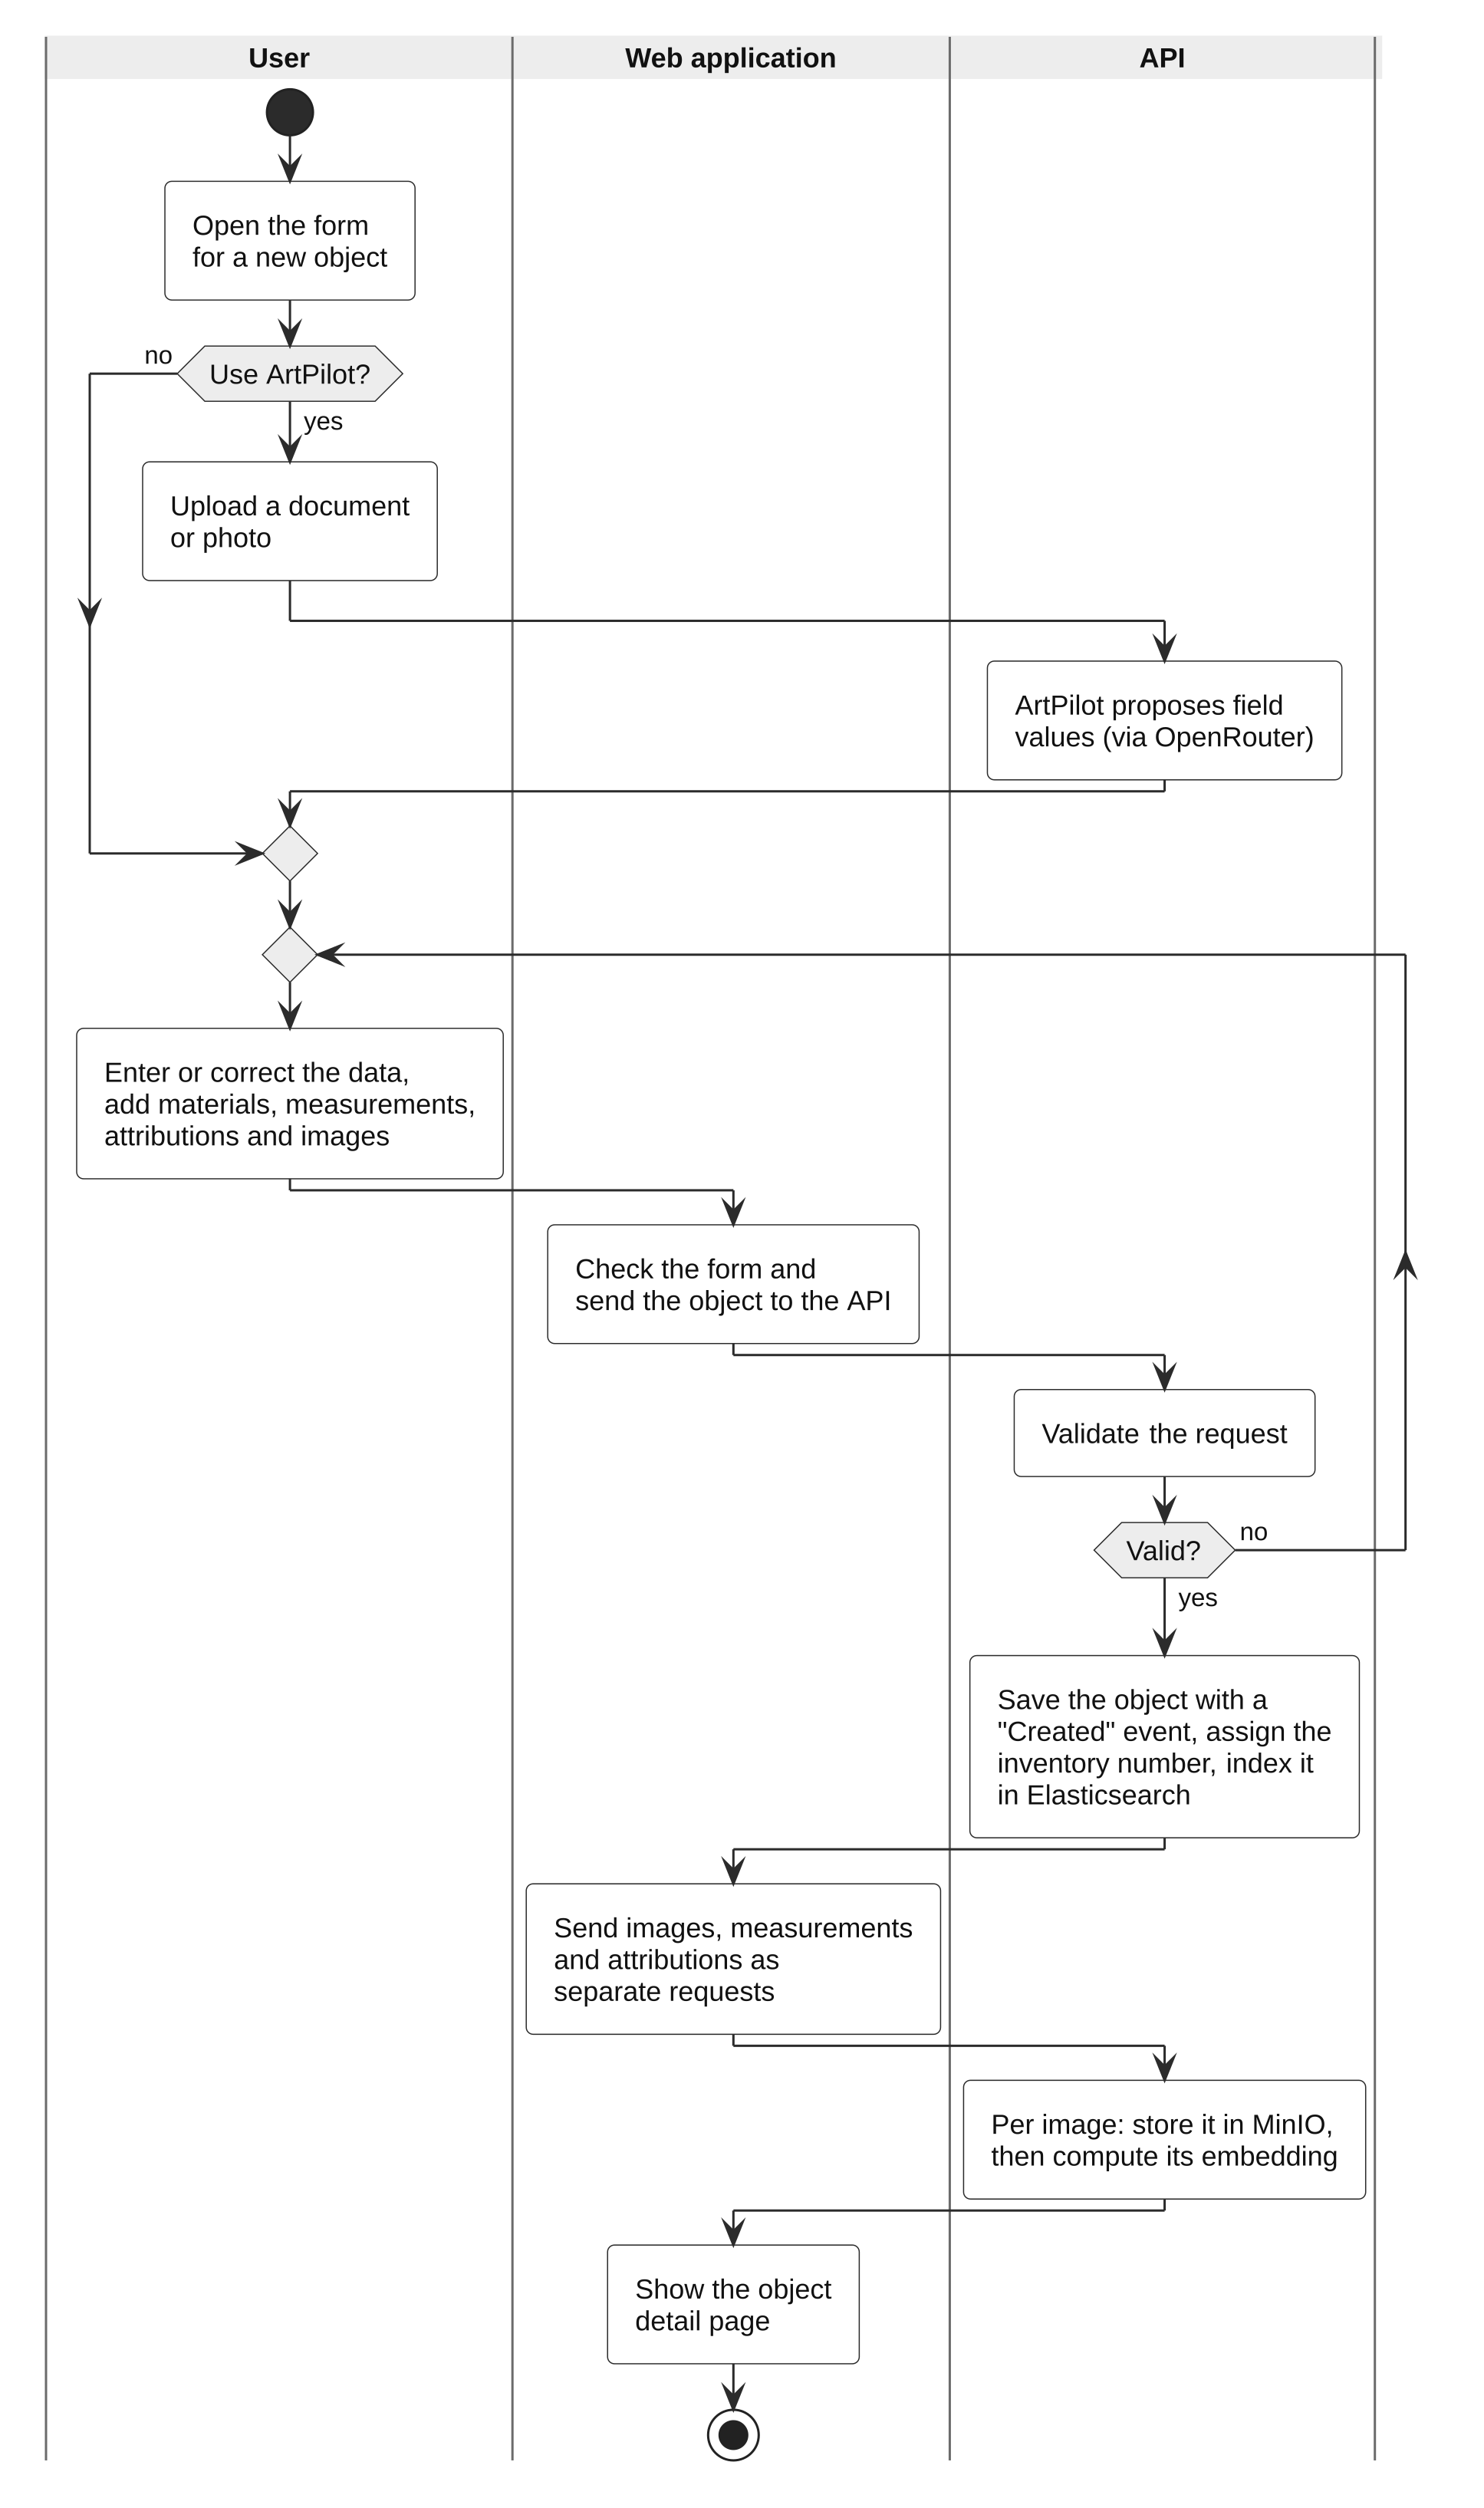 User
Web application
API
Open the form
for a new object
no
Use ArtPilot?
yes
Upload a document
or photo
ArtPilot proposes field
values (via OpenRouter)
Enter or correct the data,
add materials, measurements,
attributions and images
Check the form and
send the object to the API
Validate the request
Valid?
no
yes
Save the object with a
"Created" event, assign the
inventory number, index it
in Elasticsearch
Send images, measurements
and attributions as
separate requests
Per image: store it in MinIO,
then compute its embedding
Show the object
detail page